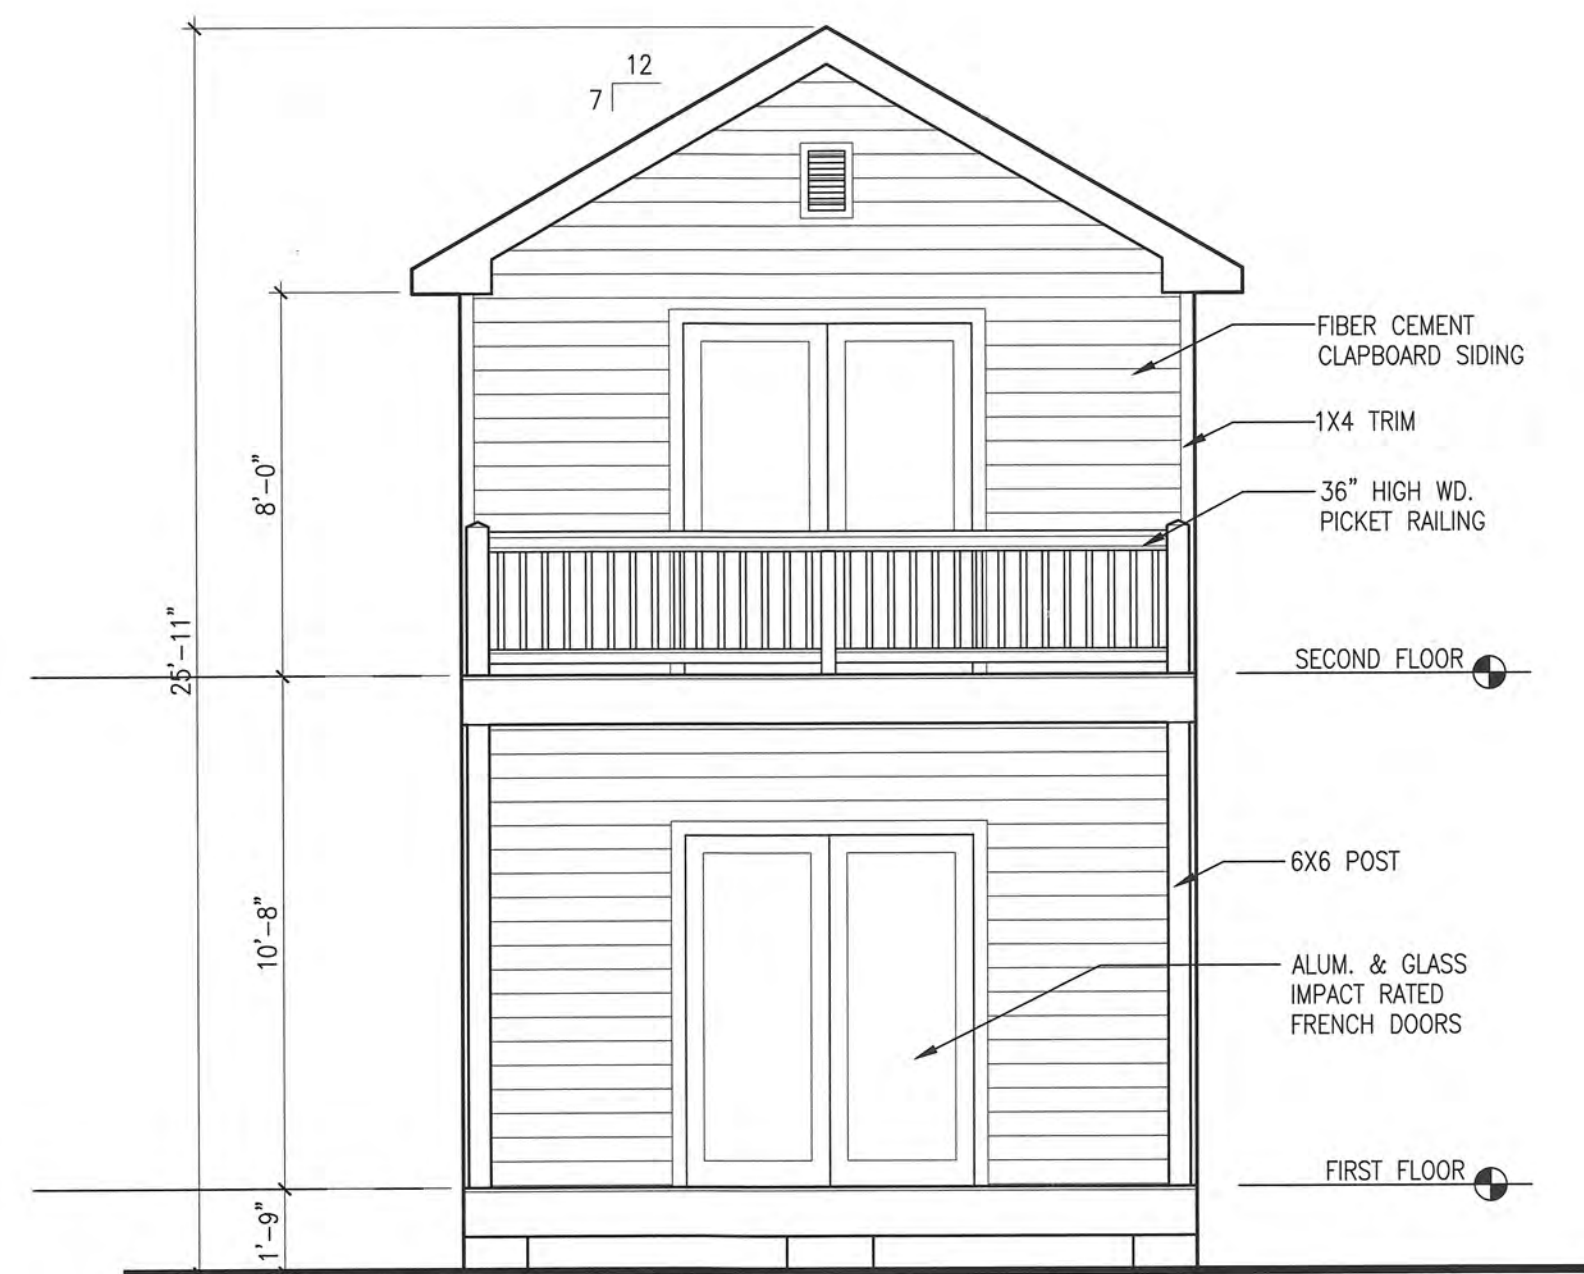 12
7
FIBER CEMENT
CLAPBOARD SIDING
1X4 TRIM
36" HIGH WD.
PICKET RAILING
8'-0"
25'-11"
SECOND FLOOR
6X6 POST
10'-8"
ALUM. & GLASS
IMPACT RATED
FRENCH DOORS
FIRST FLOOR
1'-9"